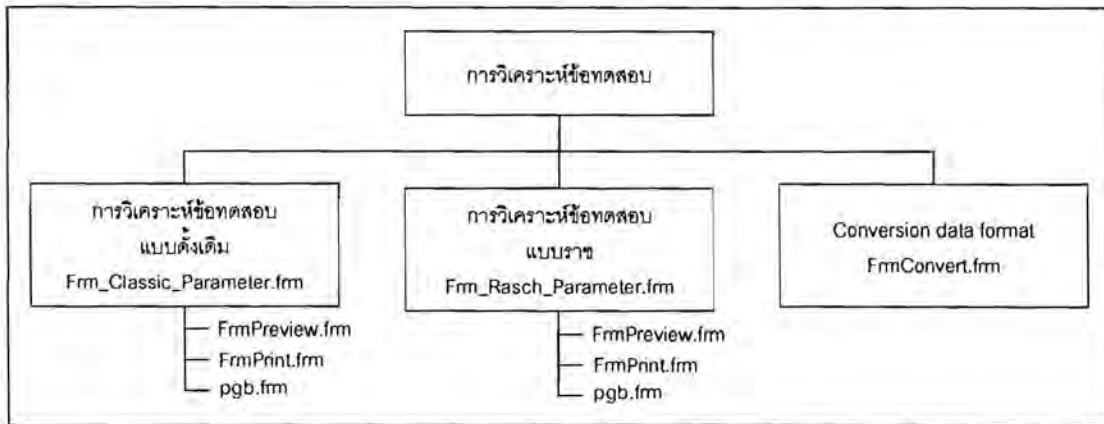 การวิเคราะห์ข้อทดสอบ
การวิเคราะห์ข้อทดสอบ
แบบดั้งเดิม
Frm_Classic_Parameter.frm
FrmPreview.frm
FrmPrint.frm
pgb.frm
การวิเคราะห์ข้อทดสอบ
แบบราช
Frm_Rasch_Parameter.frm
FrmPreview.frm
FrmPrint.frm
pgb.frm
Conversion data format
FrmConvert.frm